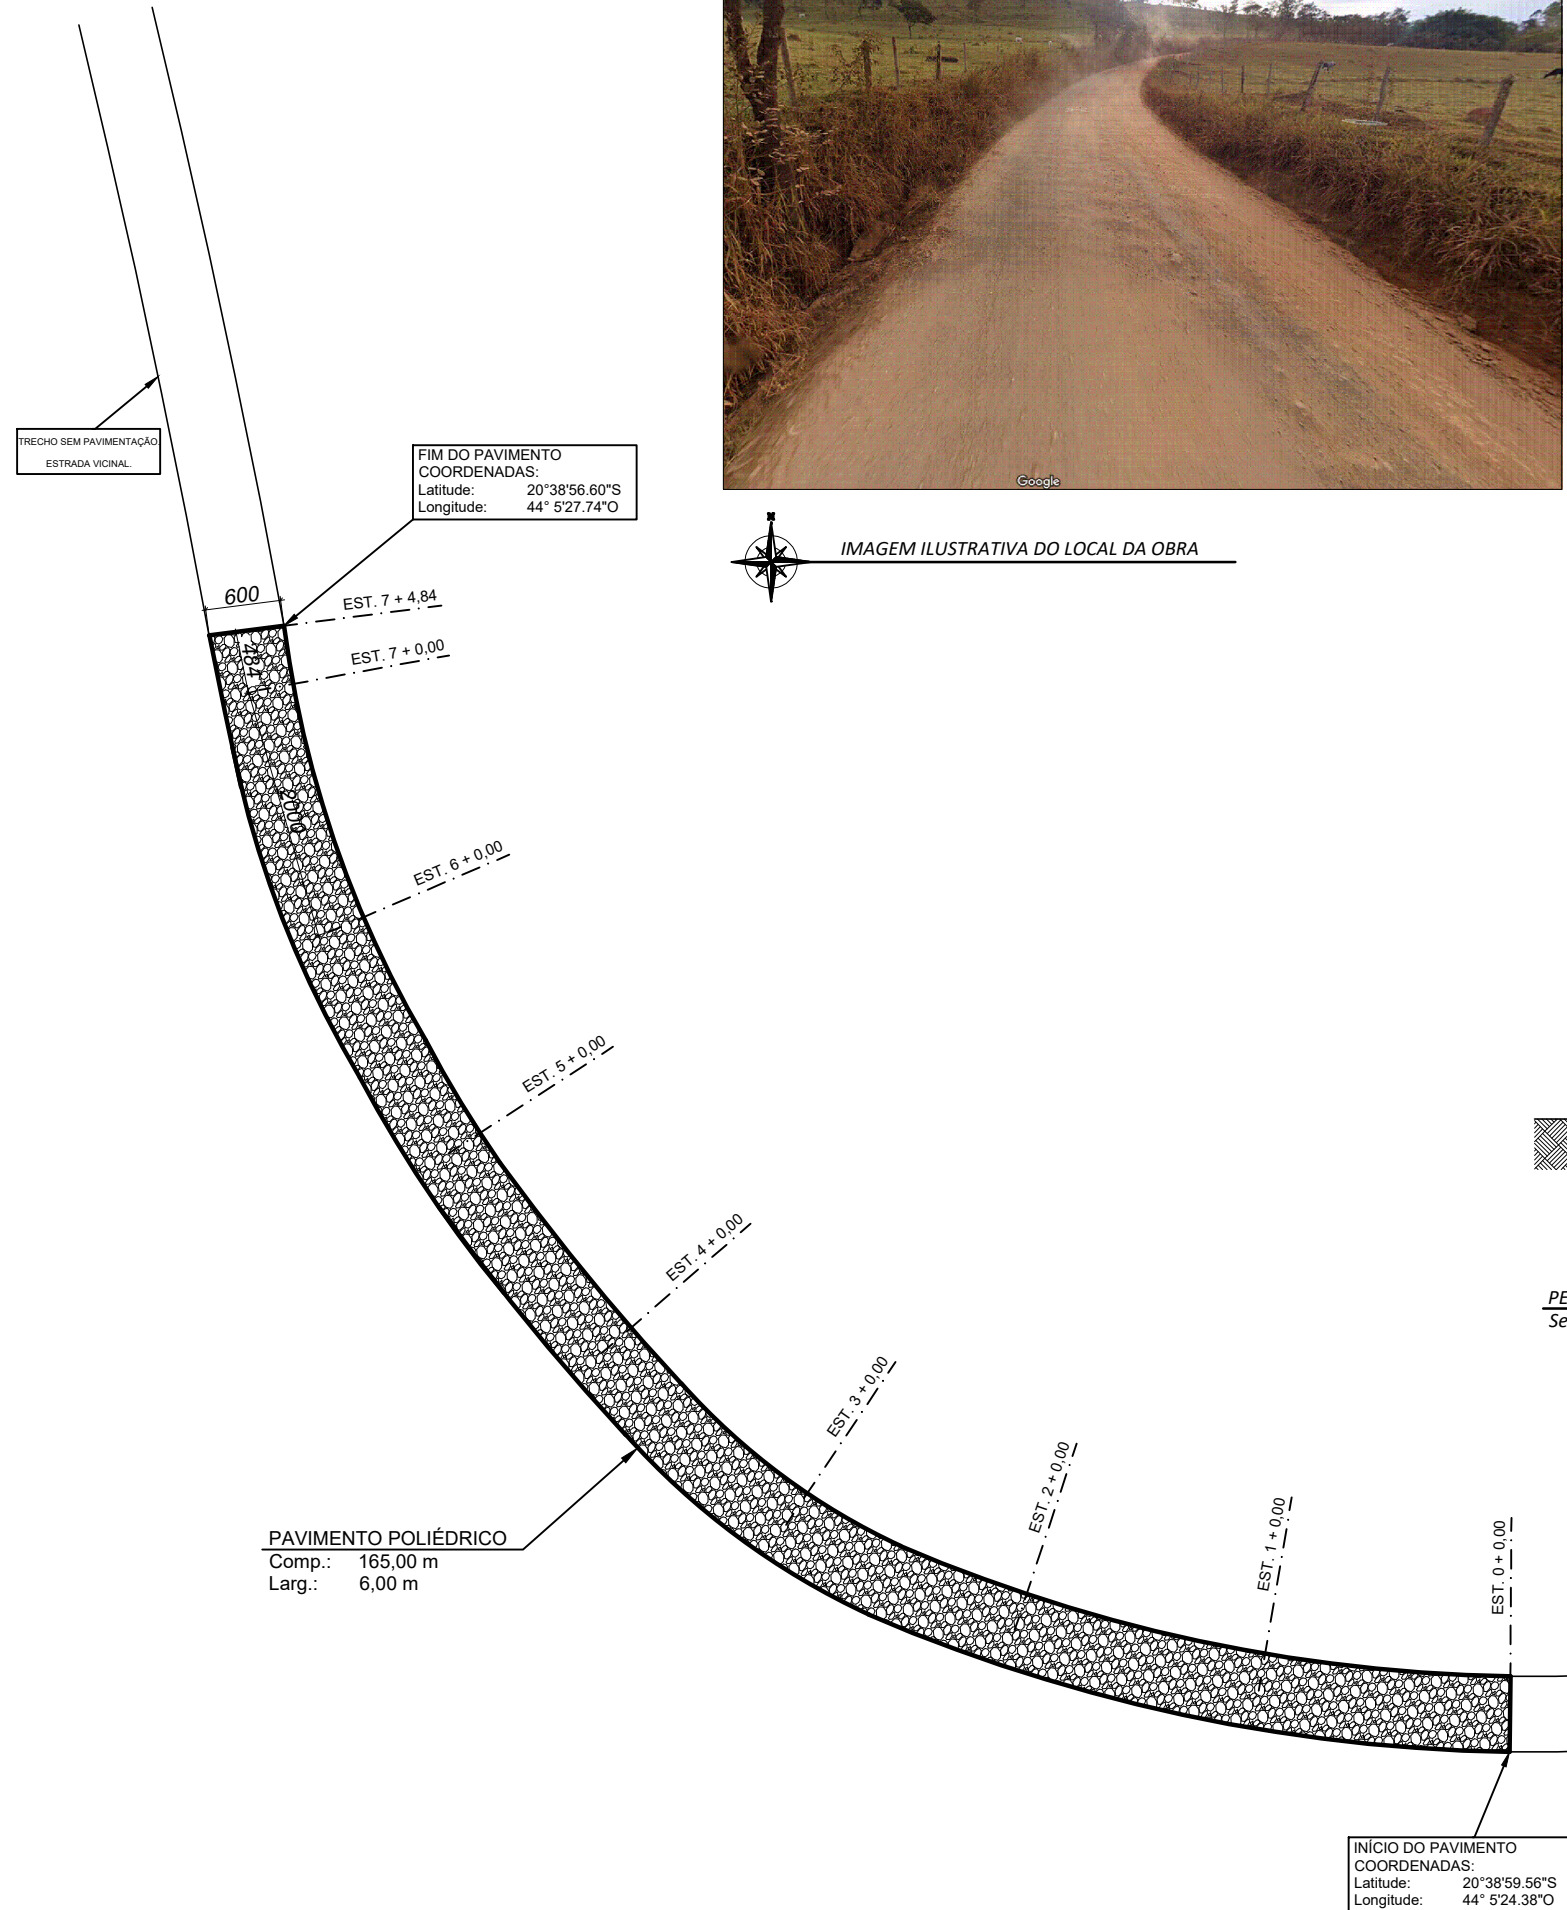 Google
IMAGEM ILUSTRATIVA DO LOCAL DA OBRA
TRECHO SEM PAVIMENTAÇÃO.
ESTRADA VICINAL.
FIM DO PAVIMENTO
COORDENADAS:
Latitude: 20°38'56.60"S
Longitude: 44° 5'27.74"O
600
EST. 7 + 4,84
484
EST. 7 + 0,00
2000
EST. 6 + 0,00
EST. 5 + 0,00
EST. 4 + 0,00
PE
Se
EST. 3 + 0,00
EST. 2 + 0,00
EST. 1 + 0,00
EST. 0 + 0,00
PAVIMENTO POLIÉDRICO
Comp.: 165,00 m
Larg.: 6,00 m
INÍCIO DO PAVIMENTO
COORDENADAS:
Latitude: 20°38'59.56"S
Longitude: 44° 5'24.38"O